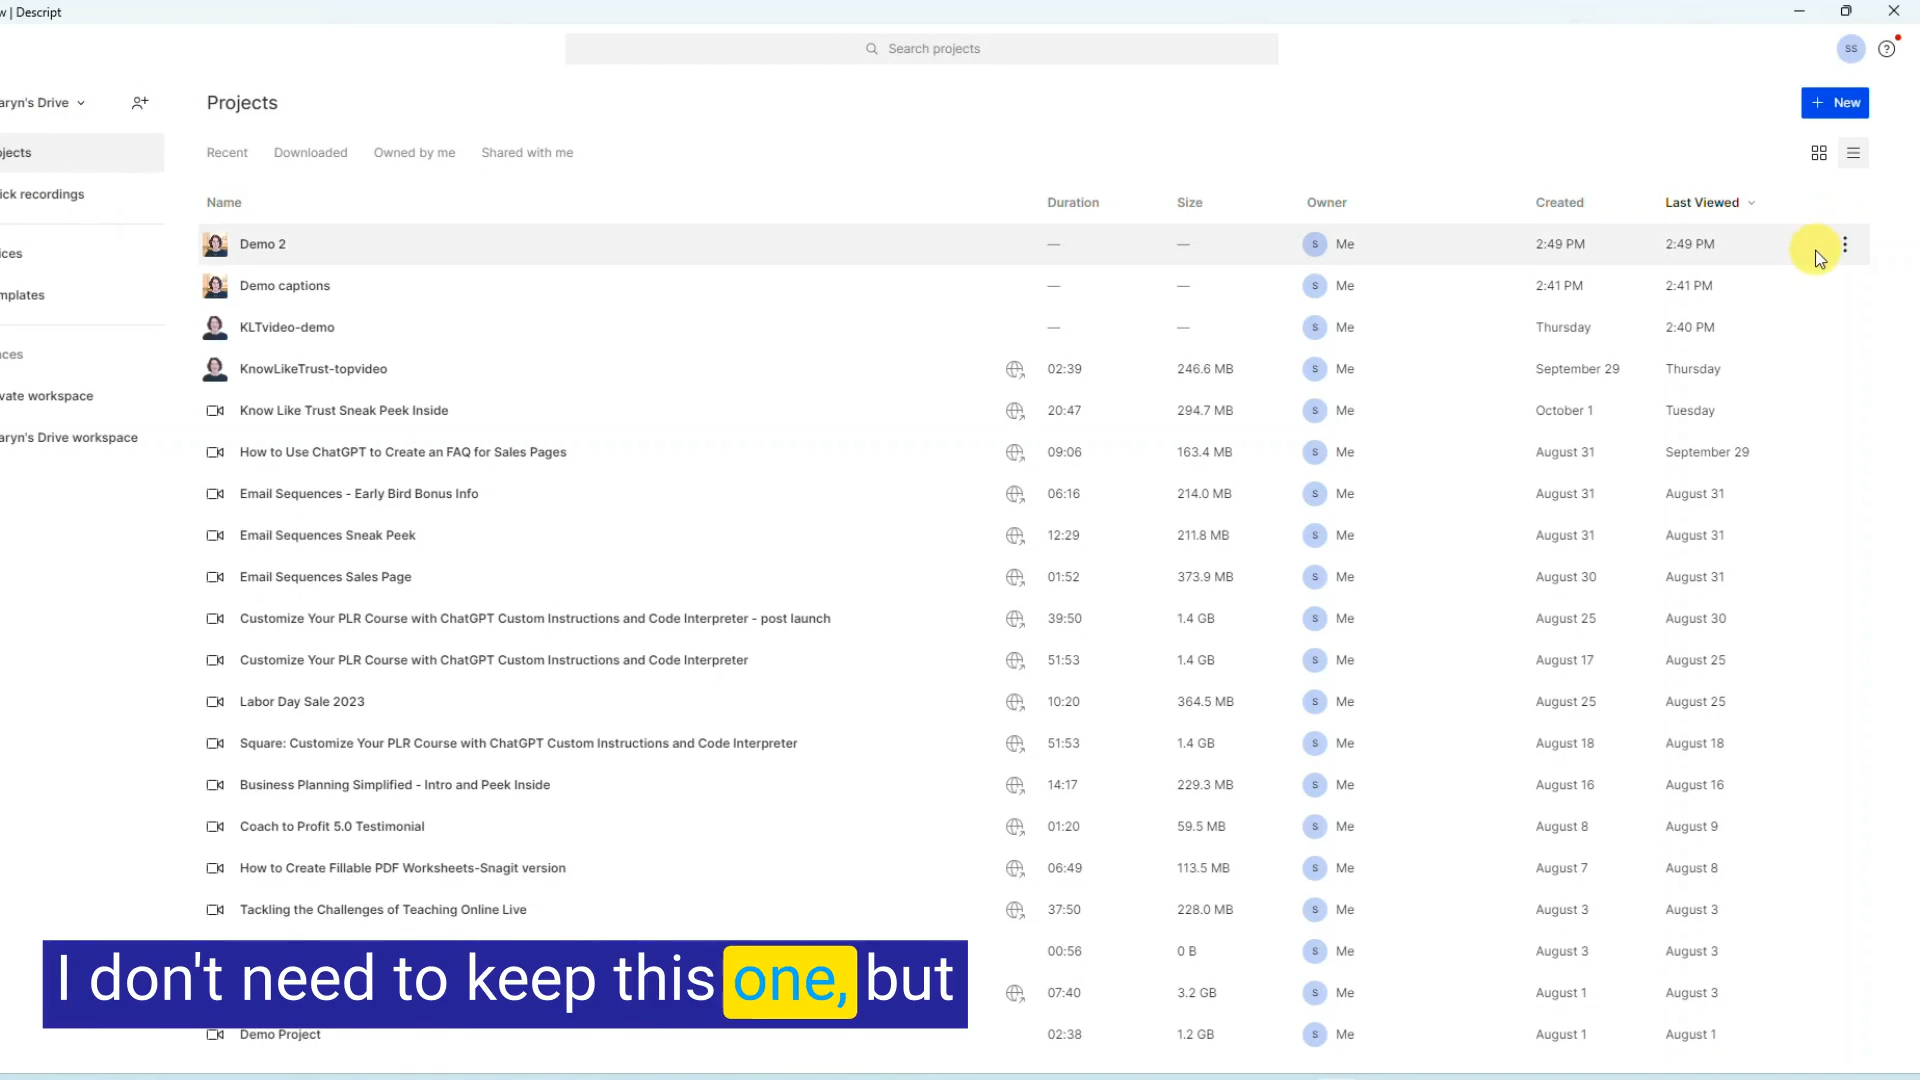 w | Descript
Search projects
SS
aryn's Drive
Projects
New
jects
Recent Downloaded Owned by me Shared with me
ick recordings
Name Duration Size Owner Created Last Viewed
Demo 2 — — S Me 2:49 PM 2:49 PM
ices
Demo captions — — S Me 2:41 PM 2:41 PM
mplates
KLTvideo-demo — — S Me Thursday 2:40 PM
aces
KnowLikeTrust-topvideo 02:39 246.6 MB S Me September 29 Thursday
vate workspace
Know Like Trust Sneak Peek Inside 20:47 294.7 MB S Me October 1 Tuesday
aryn's Drive workspace
How to Use ChatGPT to Create an FAQ for Sales Pages 09:06 163.4 MB S Me August 31 September 29
Email Sequences - Early Bird Bonus Info 06:16 214.0 MB S Me August 31 August 31
Email Sequences Sneak Peek 12:29 211.8 MB S Me August 31 August 31
Email Sequences Sales Page 01:52 373.9 MB S Me August 30 August 31
Customize Your PLR Course with ChatGPT Custom Instructions and Code Interpreter - post launch 39:50 1.4 GB S Me August 25 August 30
Customize Your PLR Course with ChatGPT Custom Instructions and Code Interpreter 51:53 1.4 GB S Me August 17 August 25
Labor Day Sale 2023 10:20 364.5 MB S Me August 25 August 25
Square: Customize Your PLR Course with ChatGPT Custom Instructions and Code Interpreter 51:53 1.4 GB S Me August 18 August 18
Business Planning Simplified - Intro and Peek Inside 14:17 229.3 MB S Me August 16 August 16
Coach to Profit 5.0 Testimonial 01:20 59.5 MB S Me August 8 August 9
How to Create Fillable PDF Worksheets-Snagit version 06:49 113.5 MB S Me August 7 August 8
Tackling the Challenges of Teaching Online Live 37:50 228.0 MB S Me August 3 August 3
00:56 0 B S Me August 3 August 3
I don't need to keep this one, but
07:40 3.2 GB S Me August 1 August 3
Demo Project 02:38 1.2 GB S Me August 1 August 1